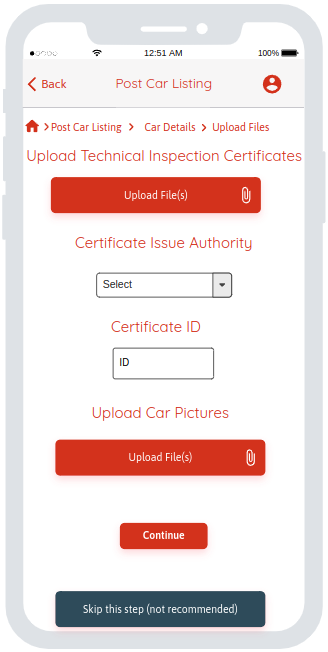 12:51 AM
100%
Back
Post Car Listing
Post Car Listing
Car Details
Upload Files
Upload Technical Inspection Certificates
Upload File(s)
Certificate Issue Authority
Select
Certificate ID
ID
Upload Car Pictures
Upload File(s)
Continue
Skip this step (not recommended)